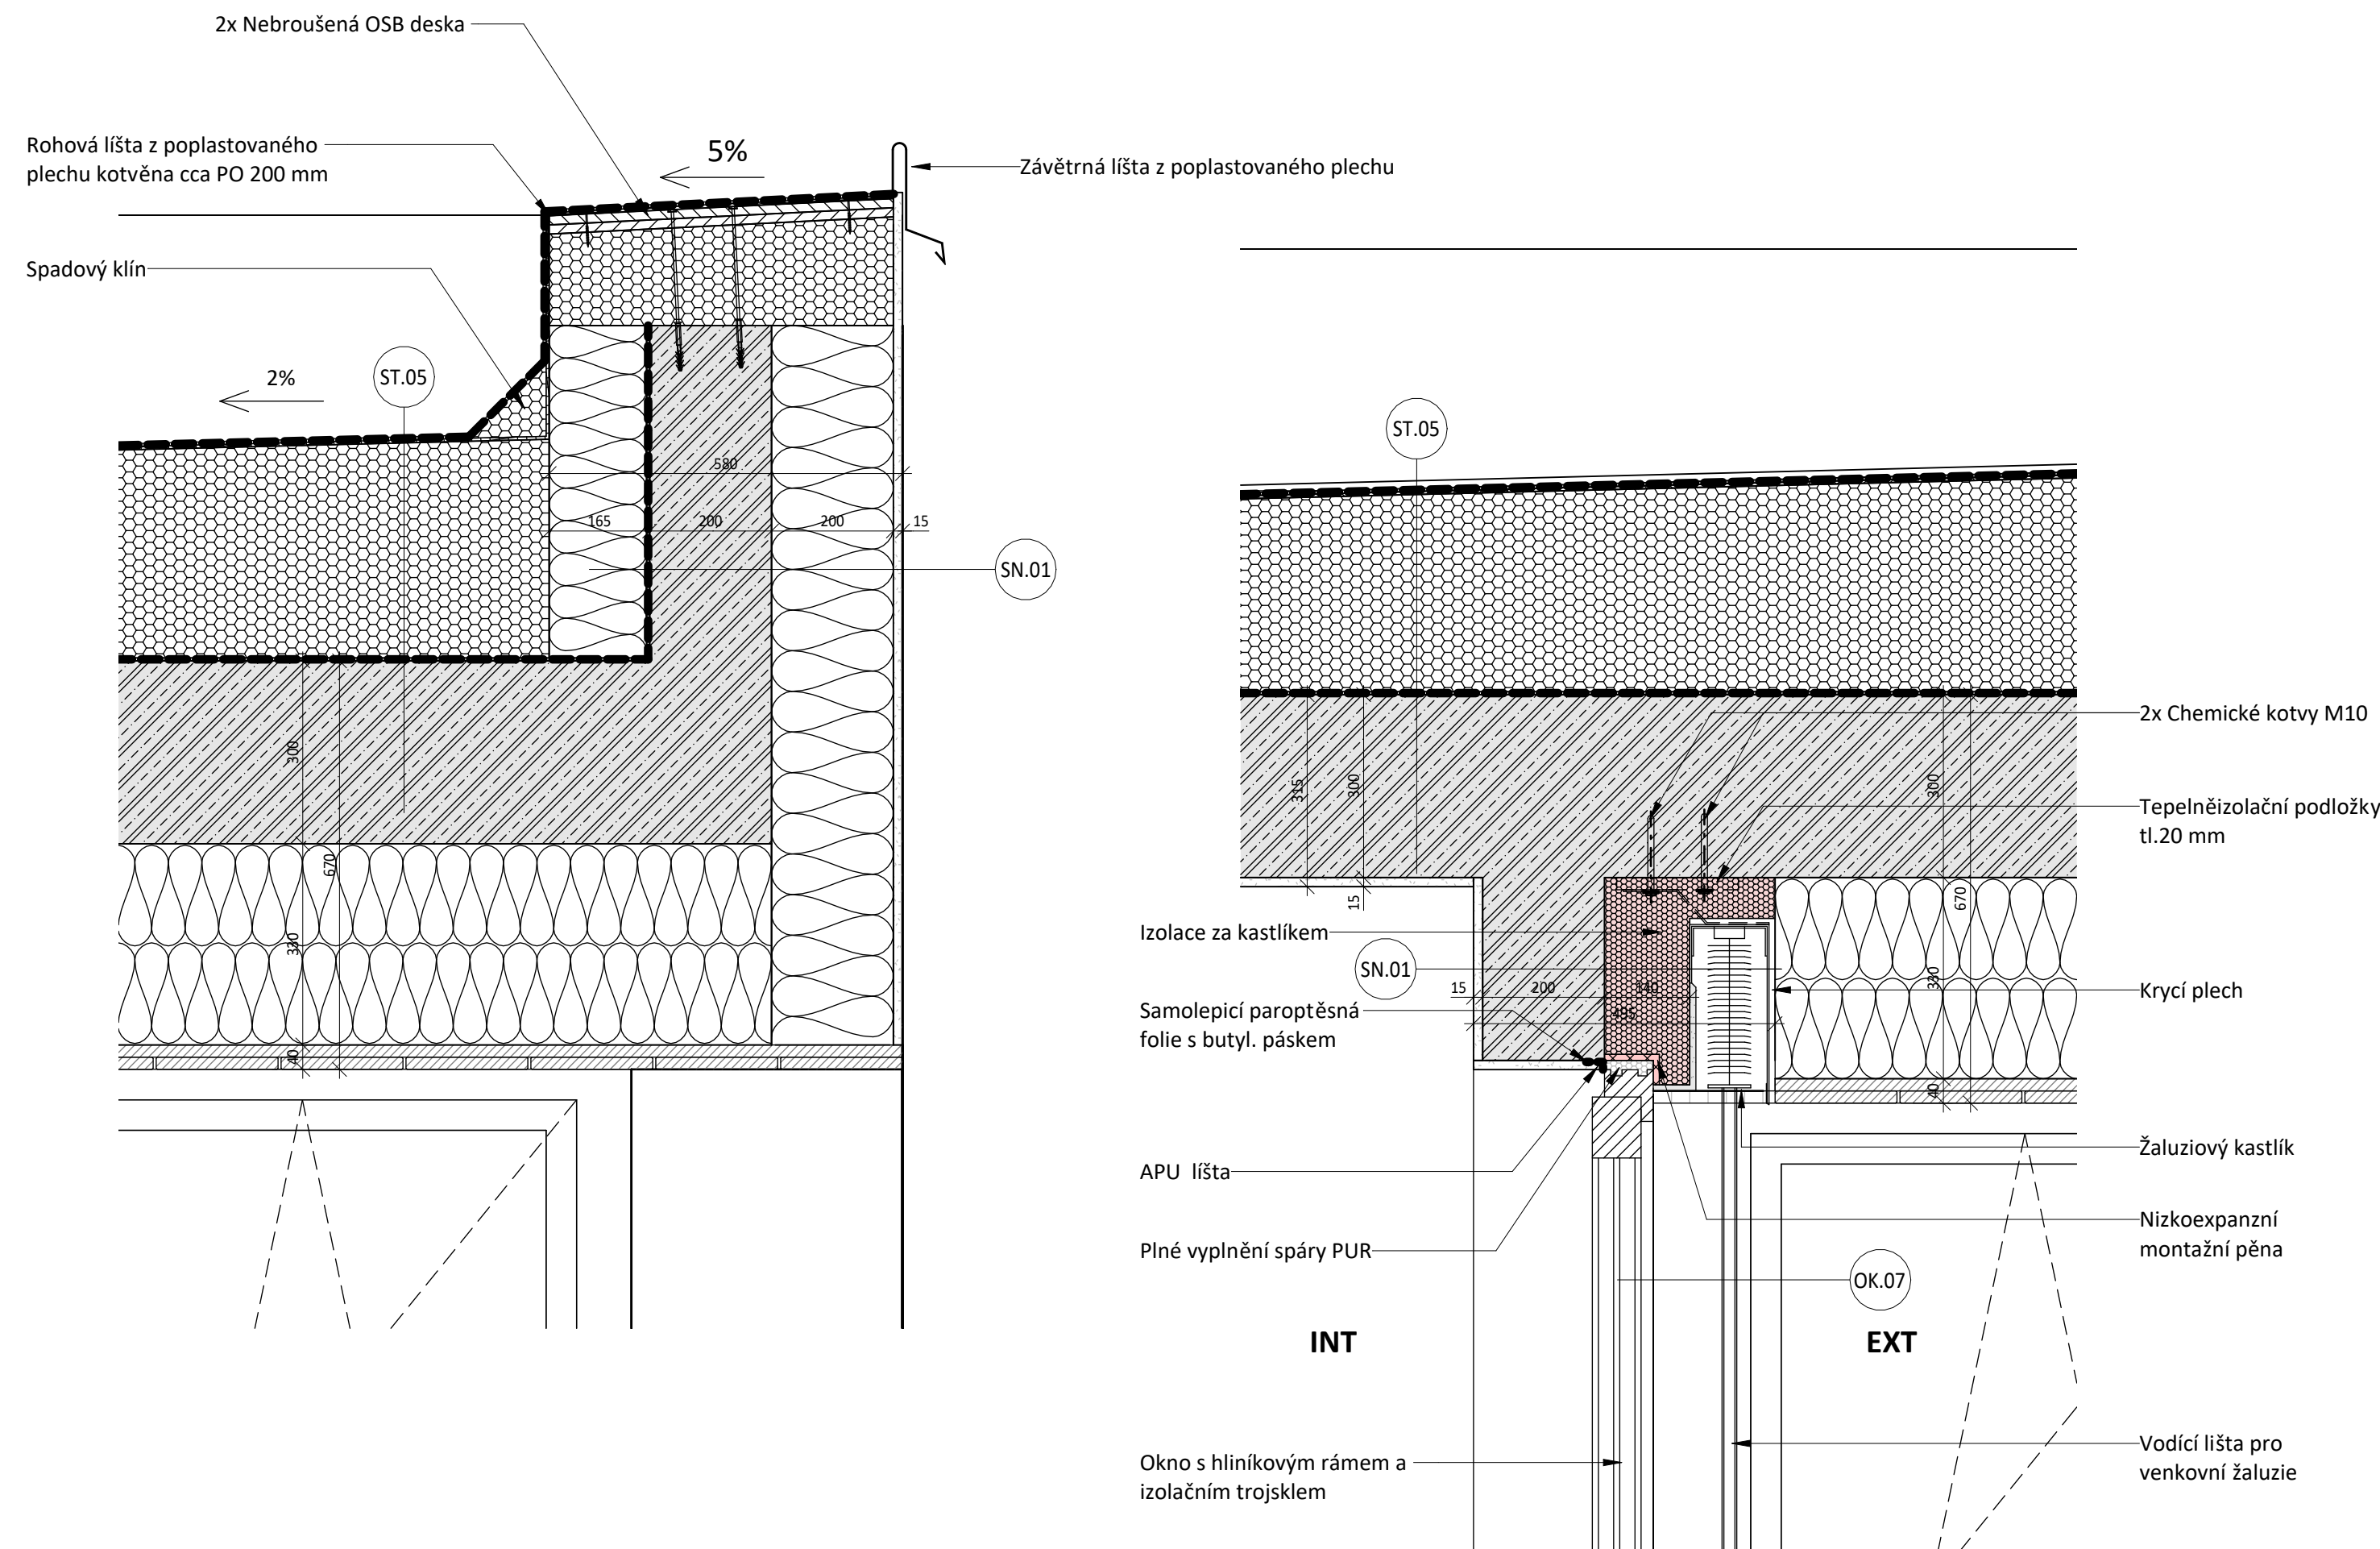 2x Nebroušená OSB deska
Rohová líšta z poplastovaného
plechu kotvěna cca PO 200 mm
5%
Závětrná líšta z poplastovaného plechu
Spadový klín
2%
ST.05
580
165
200
200
15
SN.01
300
670
330
40
ST.05
2x Chemické kotvy M10
315
300
300
Tepelněizolační podložky
tl.20 mm
15
670
Izolace za kastlíkem
SN.01
15
200
140
330
Krycí plech
Samolepicí paroptěsná
folie s butyl. páskem
495
40
Žaluziový kastlík
APU líšta
Nizkoexpanzní
montažní pěna
Plné vyplnění spáry PUR
OK.07
INT
EXT
Okno s hliníkovým rámem a
izolačním trojsklem
Vodící lišta pro
venkovní žaluzie